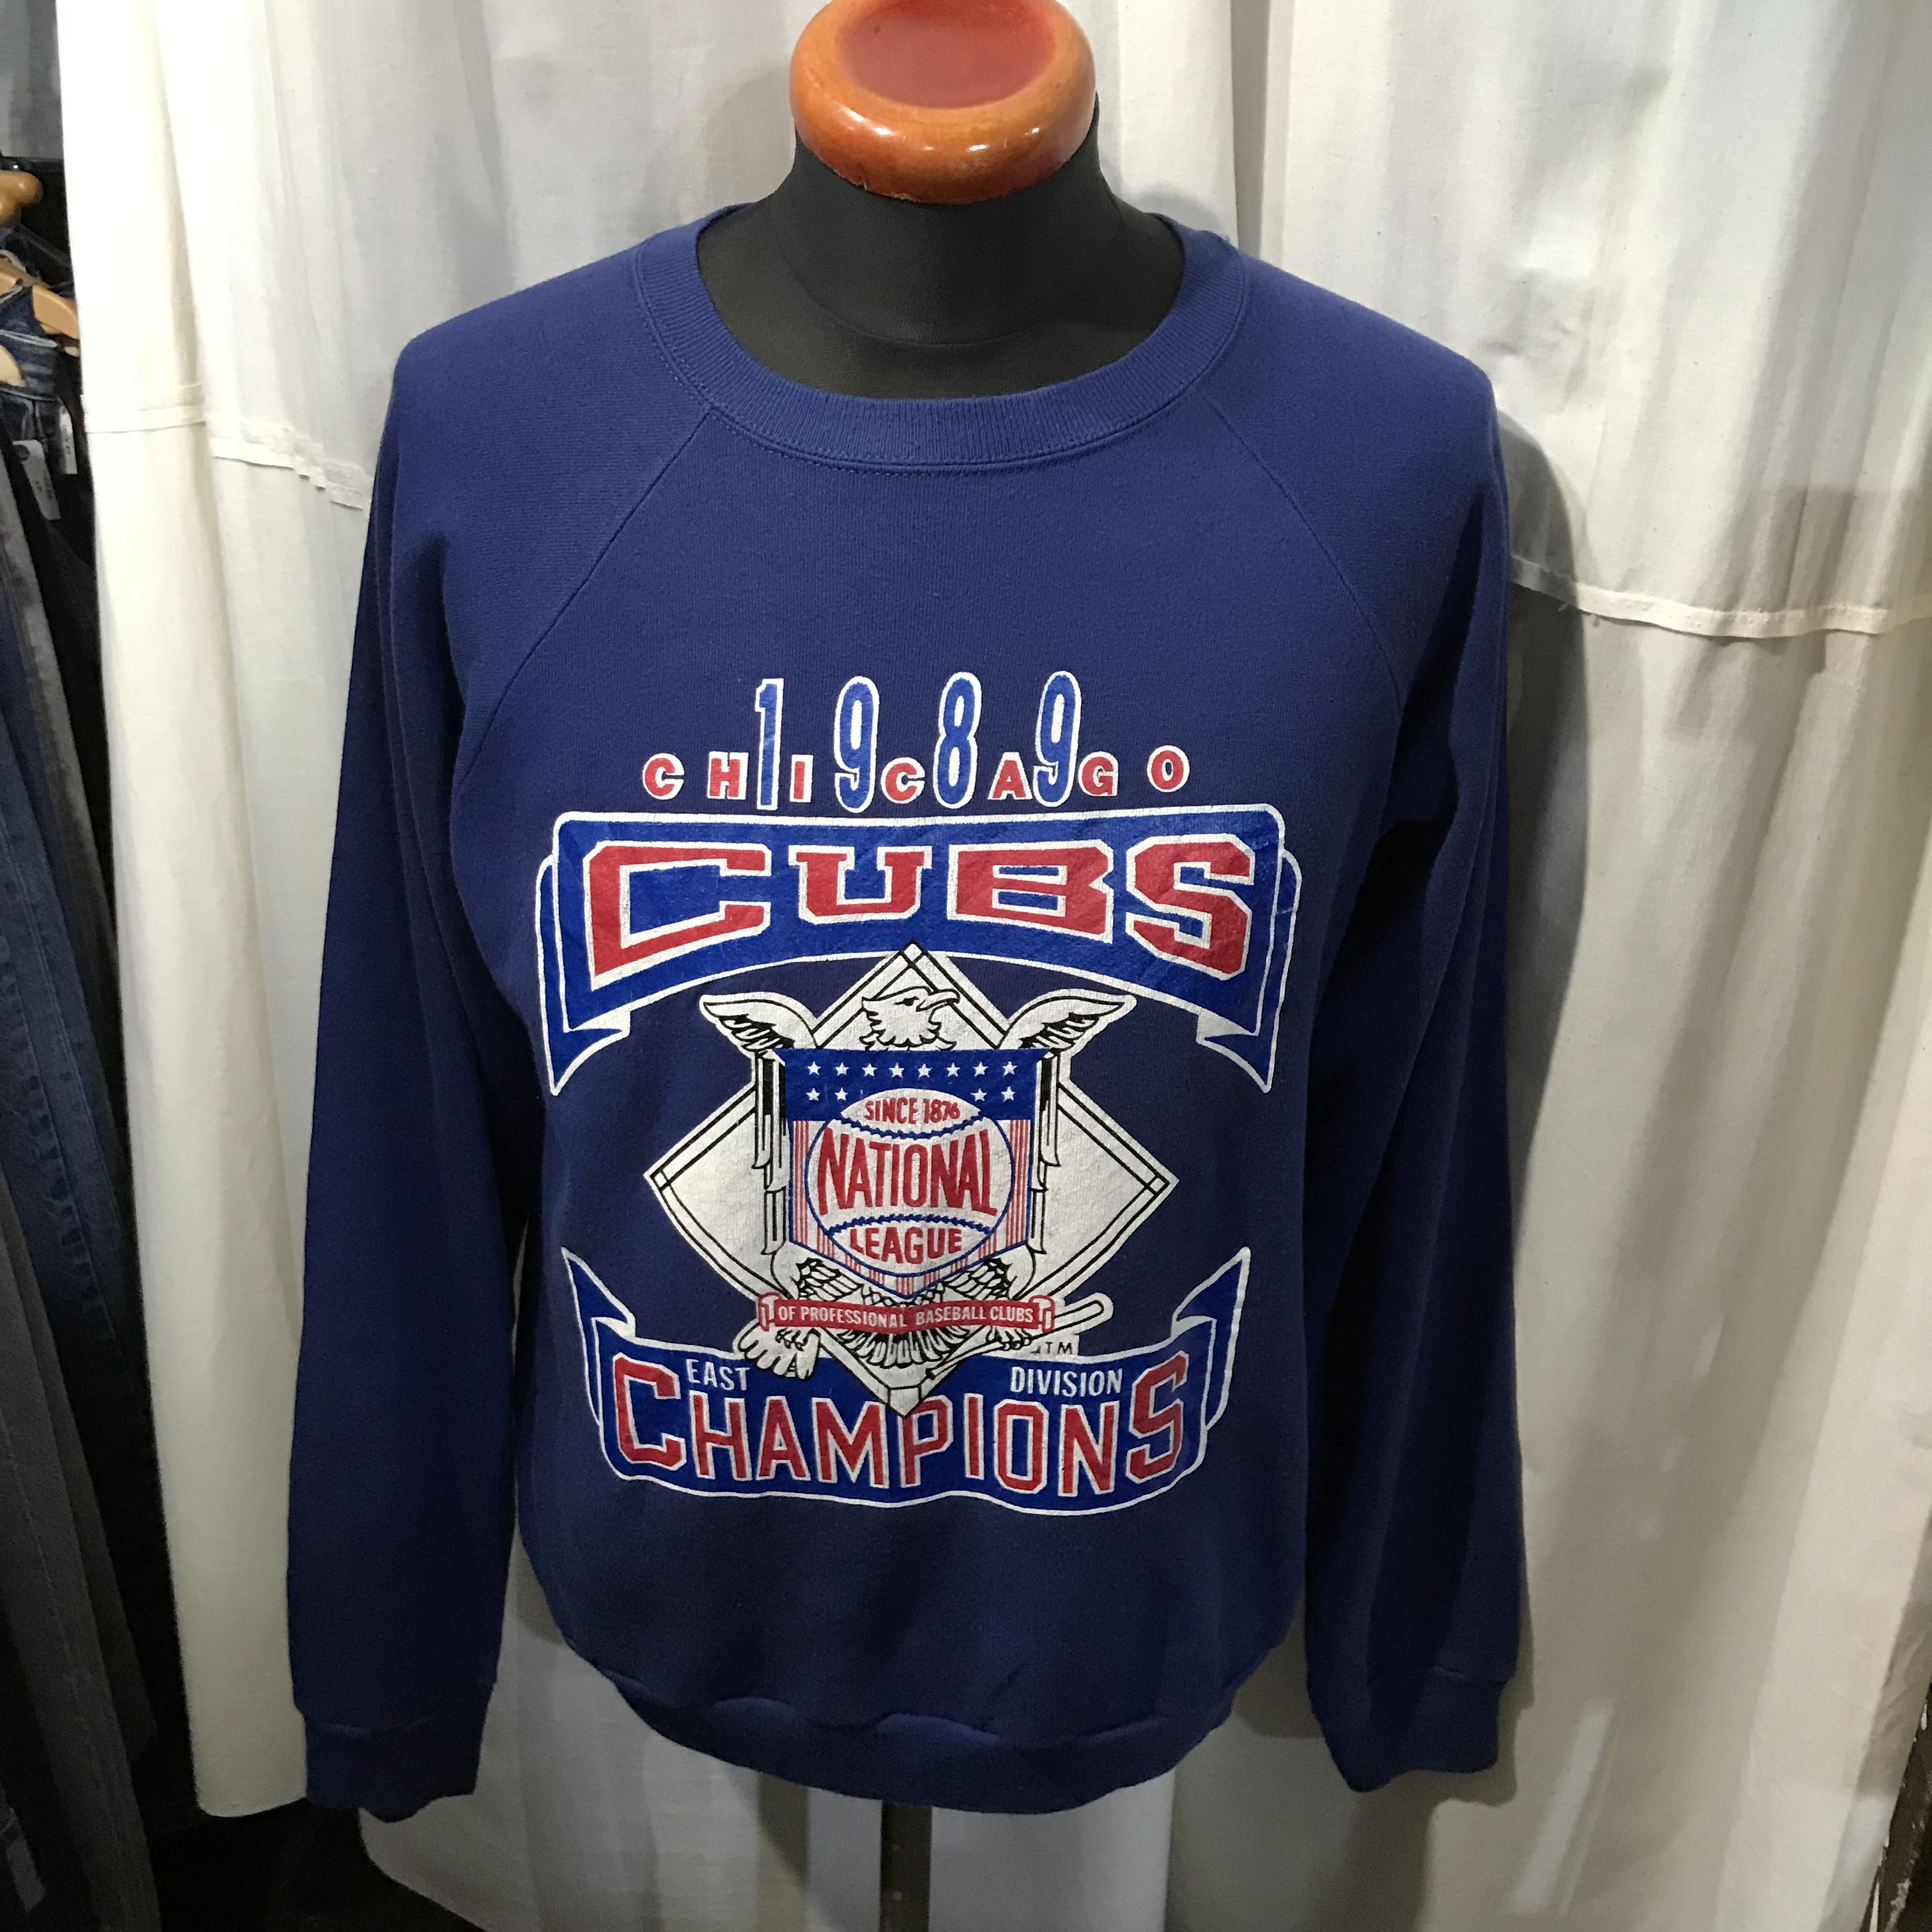 1989
CHICAGO
CUBS
SINCE 1876
NATIONAL
LEAGUE
OF PROFESSIONAL BASEBALL CLUBS
TM
EAST DIVISION
CHAMPIONS